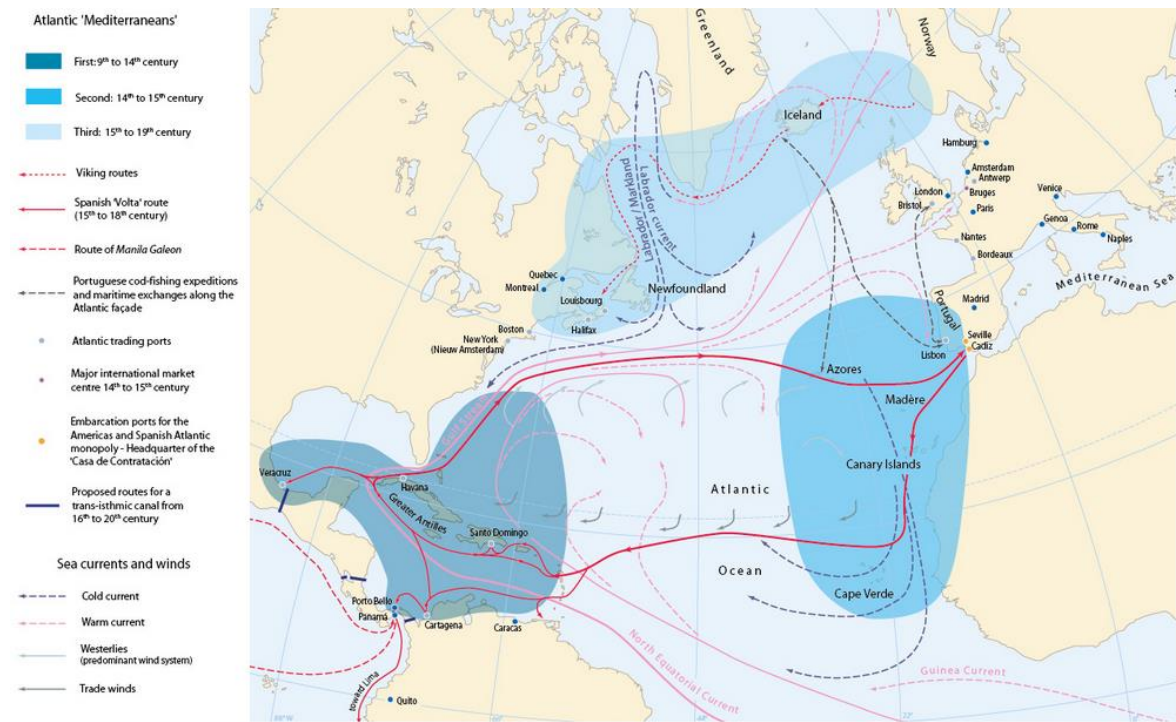 Atlantic 'Mediterraneans'
First: 9th to 14th century
Second: 14th to 15th century
Third: 15th to 19th century
Viking routes
Spanish 'Volta' route
(15th to 18th century)
Route of Manila Galeon
Portuguese cod-fishing expeditions
and maritime exchanges along the
Atlantic façade
Atlantic trading ports
Major international market
centre 14th to 15th century
Embarcation ports for the
Americas and Spanish Atlantic
monopoly - Headquarter of the
'Casa de Contratación'
Proposed routes for a
trans-isthmic canal from
16th to 20th century
Sea currents and winds
Cold current
Warm current
Westerlies
(predominant wind system)
Trade winds
Greenland
Norway
Iceland
Labrador current
Labrador / Markland
Hamburg
Amsterdam
Antwerp
London
Bruges
Bristol
Paris
Venice
Genoa
Rome
Naples
Nantes
Bordeaux
Mediterranean Sea
Quebec
Montreal
Newfoundland
Louisbourg
Halifax
Boston
New York
(Nieuw Amsterdam)
Portugal
Madrid
Seville
Cadiz
Lisbon
Azores
Madère
Gulf Stream
Canary Islands
Veracruz
Havana
Greater Antilles
Santo Domingo
Atlantic
Ocean
Cape Verde
Porto Bello
Panamá
Cartagena
Caracas
North Equatorial Current
Guinea Current
toward Lima
Quito
48°
22°